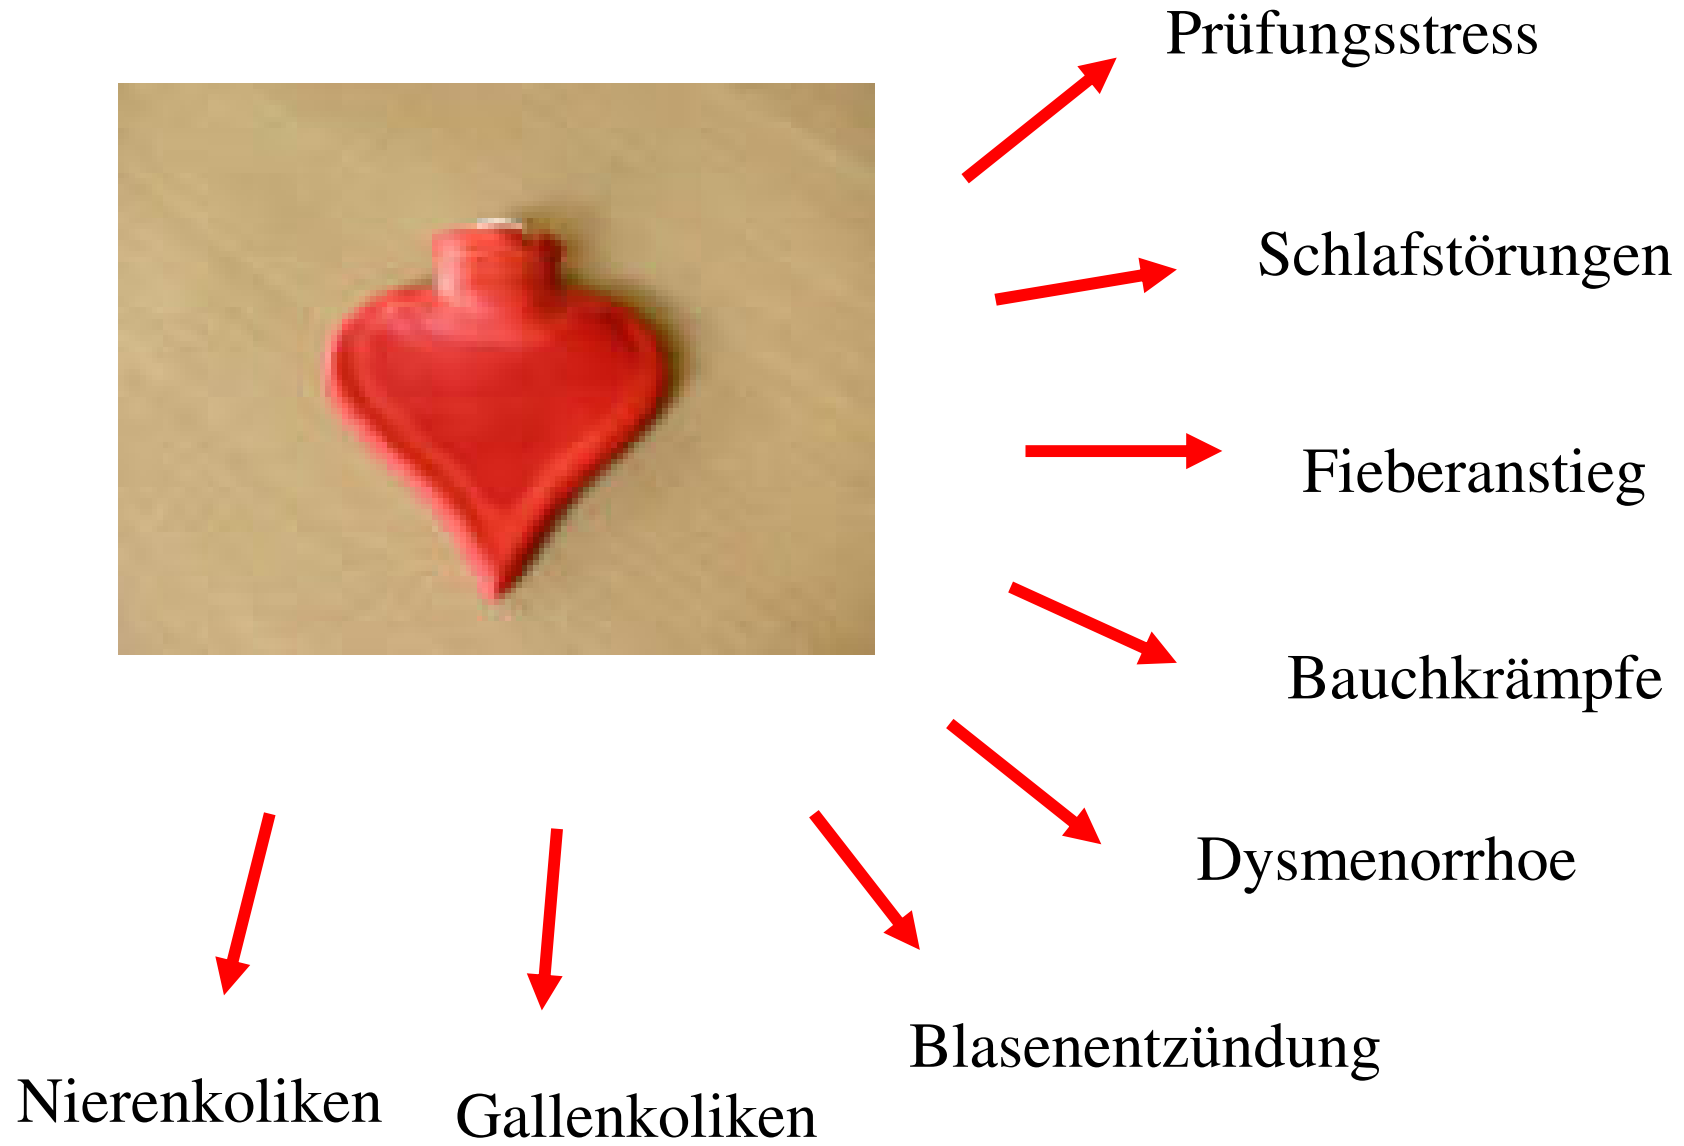 Prüfungsstress
Schlafstörungen
Fieberanstieg
Bauchkrämpfe
Dysmenorrhoe
Blasenentzündung
Nierenkoliken
Gallenkoliken